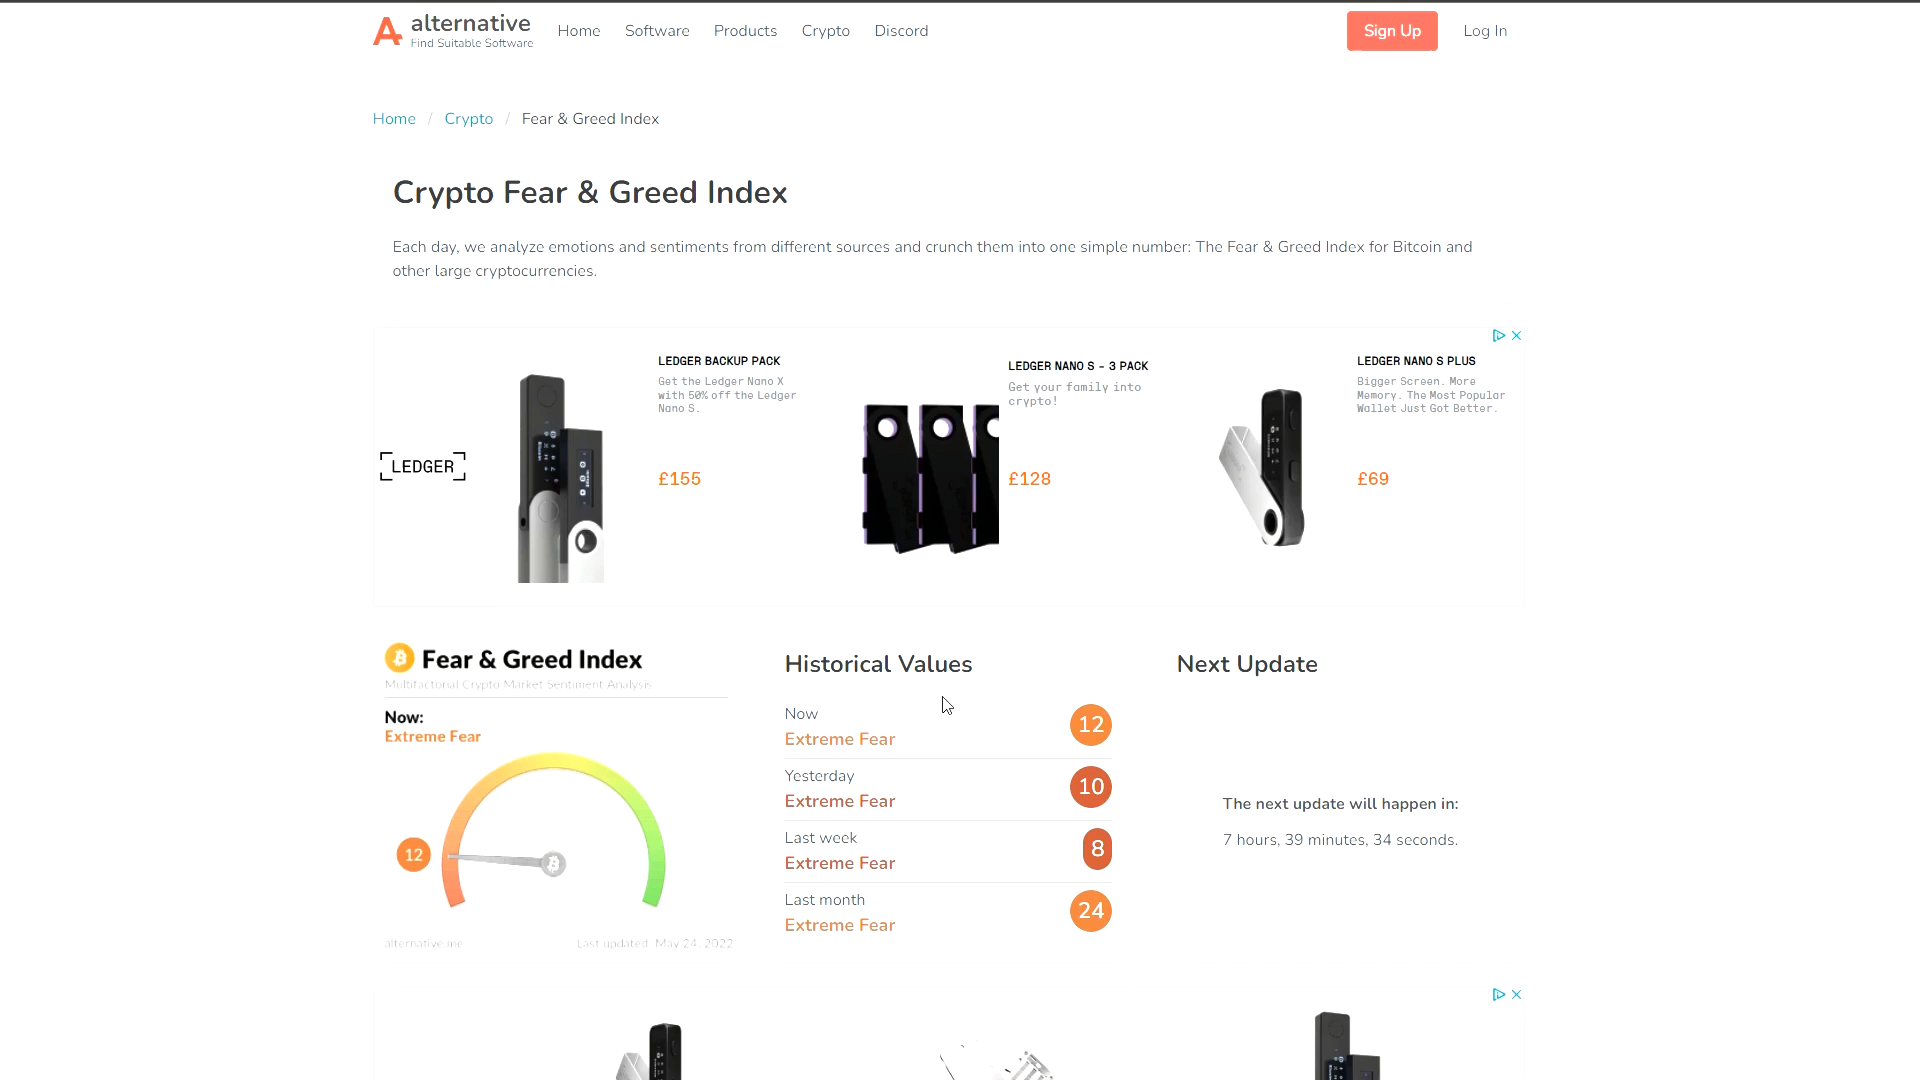 alternative
Find Suitable Software
Home
Software
Products
Crypto
Discord
Sign Up
Log In
Home / Crypto / Fear & Greed Index
Crypto Fear & Greed Index
Each day, we analyze emotions and sentiments from different sources and crunch them into one simple number: The Fear & Greed Index for Bitcoin and
other large cryptocurrencies.
LEDGER
LEDGER BACKUP PACK
Get the Ledger Nano X
with 50% off the Ledger
Nano S.
£155
LEDGER NANO S - 3 PACK
Get your family into
crypto!
£128
LEDGER NANO S PLUS
Bigger Screen. More
Memory. The Most Popular
Wallet Just Got Better.
£69
Fear & Greed Index
Multifactorial Crypto Market Sentiment Analysis
Now:
Extreme Fear
12
alternative.me
Last updated: May 24, 2022
Historical Values
Now
Extreme Fear
12
Yesterday
Extreme Fear
10
Last week
Extreme Fear
8
Last month
Extreme Fear
24
Next Update
The next update will happen in:
7 hours, 39 minutes, 34 seconds.